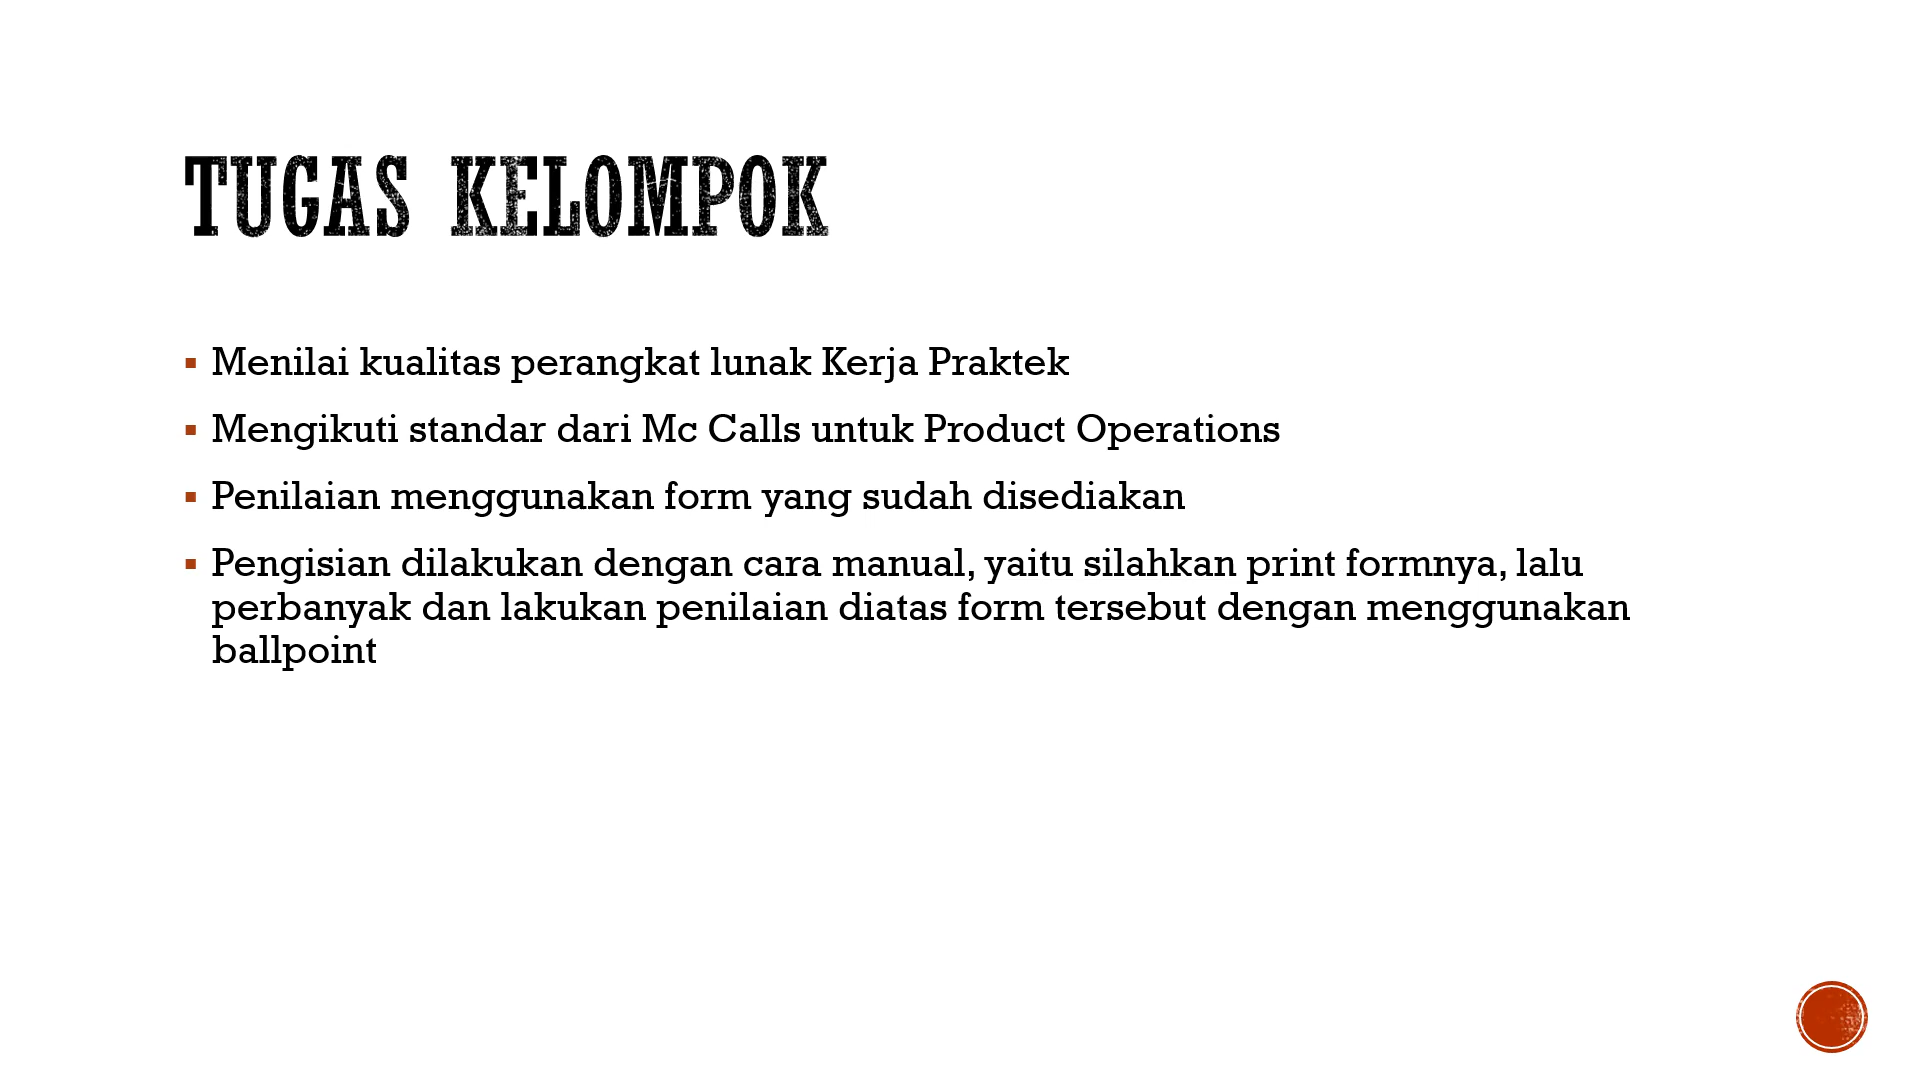 TUGAS KELOMPOK
▪ Menilai kualitas perangkat lunak Kerja Praktek
▪ Mengikuti standar dari Mc Calls untuk Product Operations
▪ Penilaian menggunakan form yang sudah disediakan
▪ Pengisian dilakukan dengan cara manual, yaitu silahkan print formnya, lalu
perbanyak dan lakukan penilaian diatas form tersebut dengan menggunakan
ballpoint